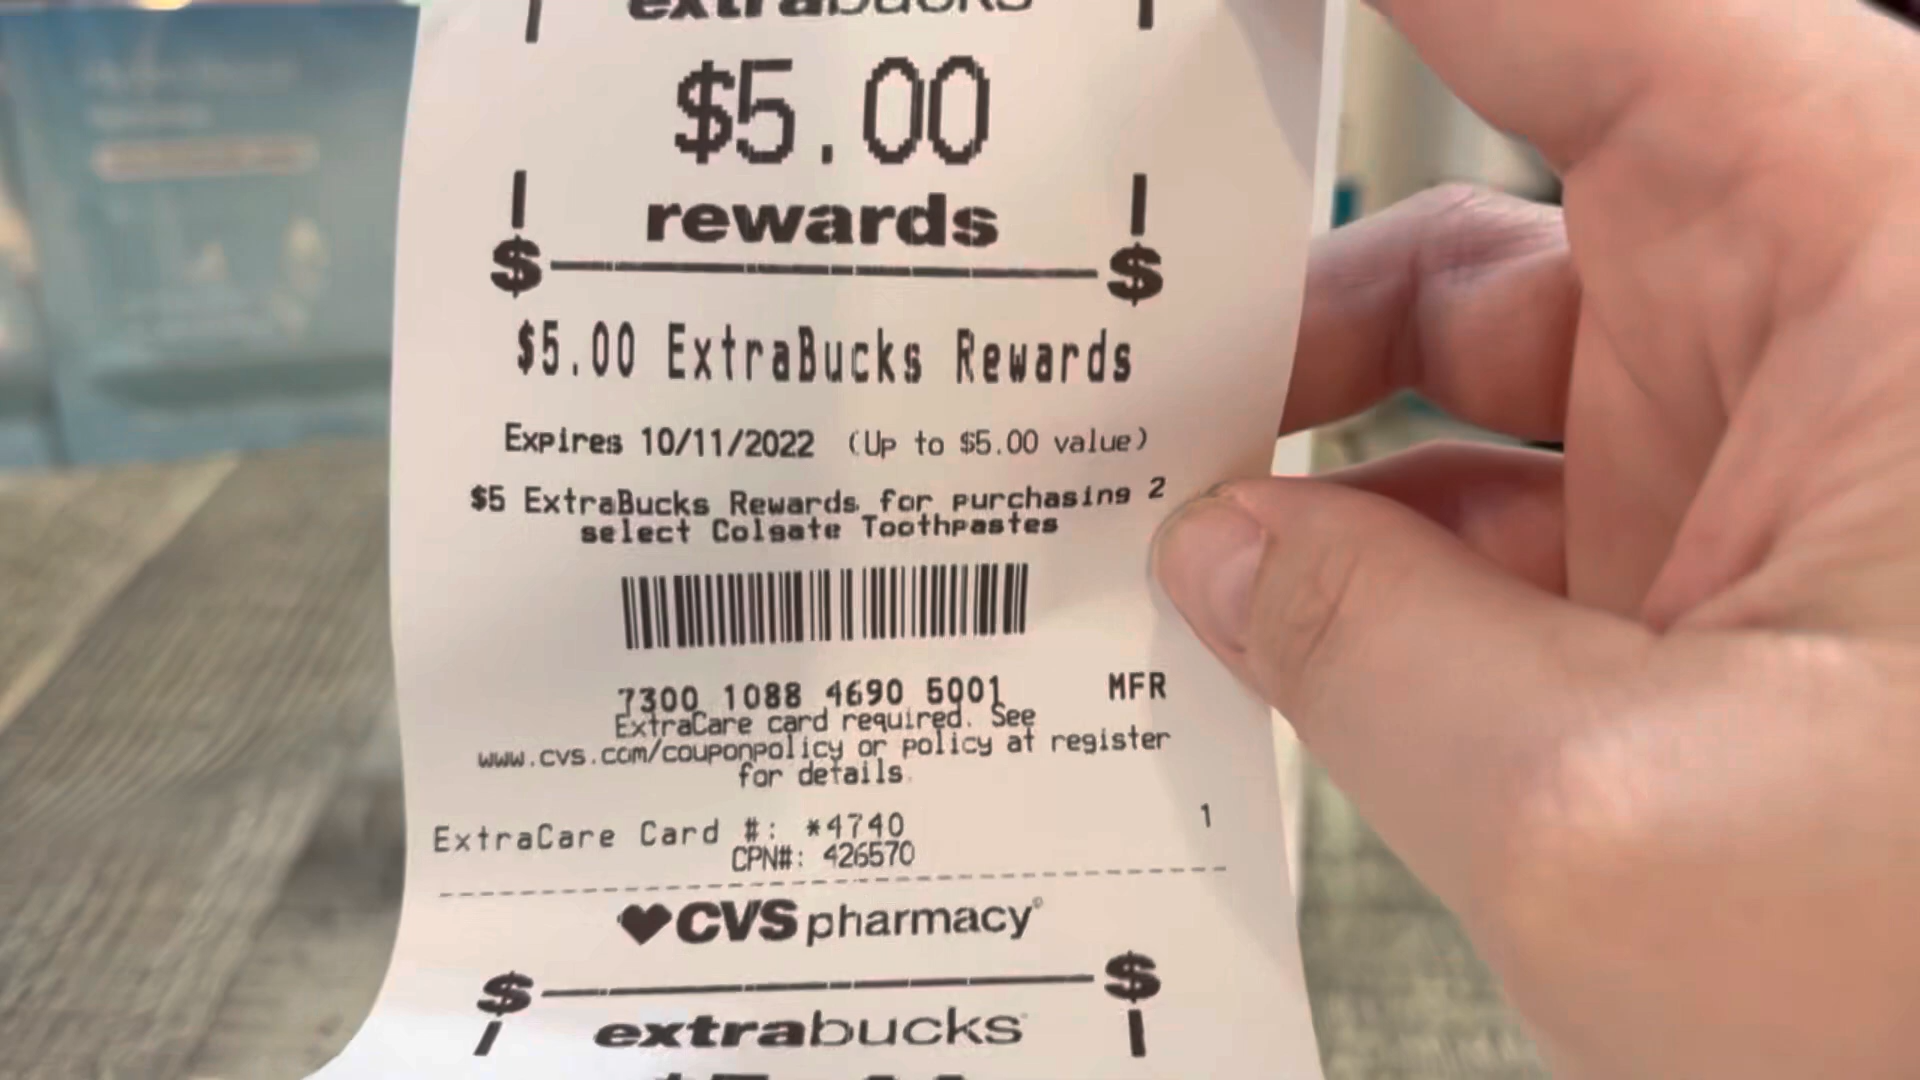 extrabucks
$5.00
rewards
$5.00 ExtraBucks Rewards
Expires 10/11/2022 (Up to $5.00 value)
$5 ExtraBucks Rewards for purchasing 2
select Colgate Toothpastes
7300 1088 4690 5001 MFR
ExtraCare card required. See
www.cvs.com/couponpolicy or policy at register
for details.
ExtraCare Card #: *4740 1
CPN#: 426570
CVS pharmacy®
extrabucks